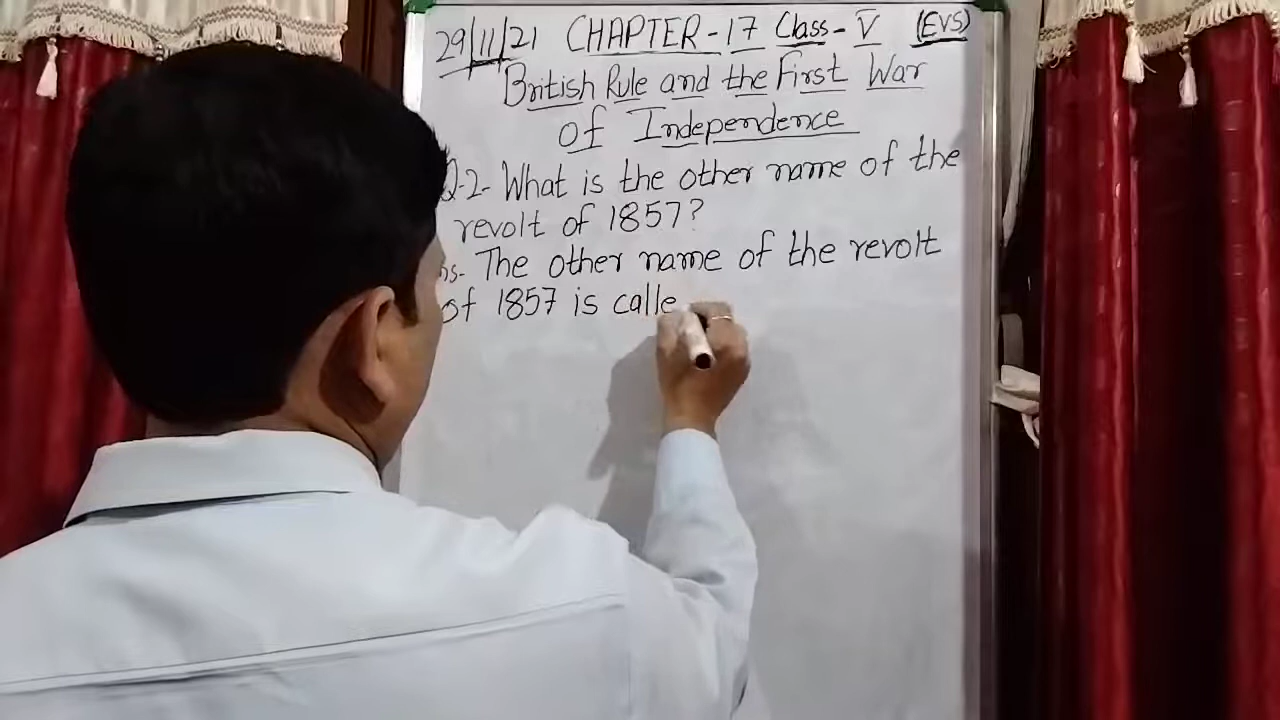 29/11/21 CHAPTER-17 Class-V (EVS)
British Rule and the First War
of Independence
Q.2- What is the other name of the
revolt of 1857?
ns- The other name of the revolt
of 1857 is calle